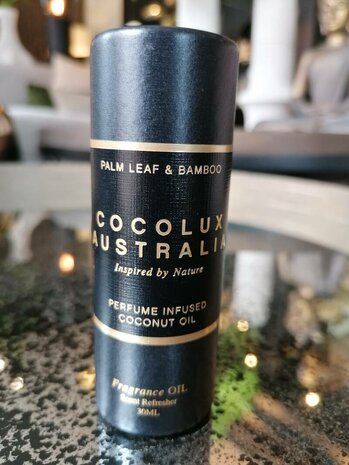 PALM LEAF & BAMBOO
COCOLUX
AUSTRALIA
Inspired by Nature
PERFUME INFUSED
COCONUT OIL
Fragrance OIL
Scent Refresher
30ML